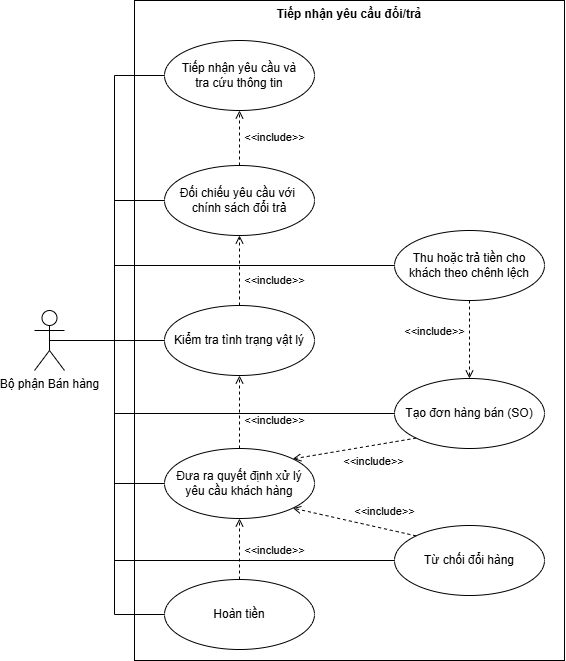 Tiếp nhận yêu cầu đổi/trả
Tiếp nhận yêu cầu và
tra cứu thông tin
<<include>>
Đối chiếu yêu cầu với
chính sách đổi trả
Thu hoặc trả tiền cho
khách theo chênh lệch
<<include>>
<<include>>
Kiểm tra tình trạng vật lý
Bộ phận Bán hàng
Tạo đơn hàng bán (SO)
<<include>>
<<include>>
Đưa ra quyết định xử lý
yêu cầu khách hàng
<<include>>
<<include>>
Từ chối đổi hàng
Hoàn tiền